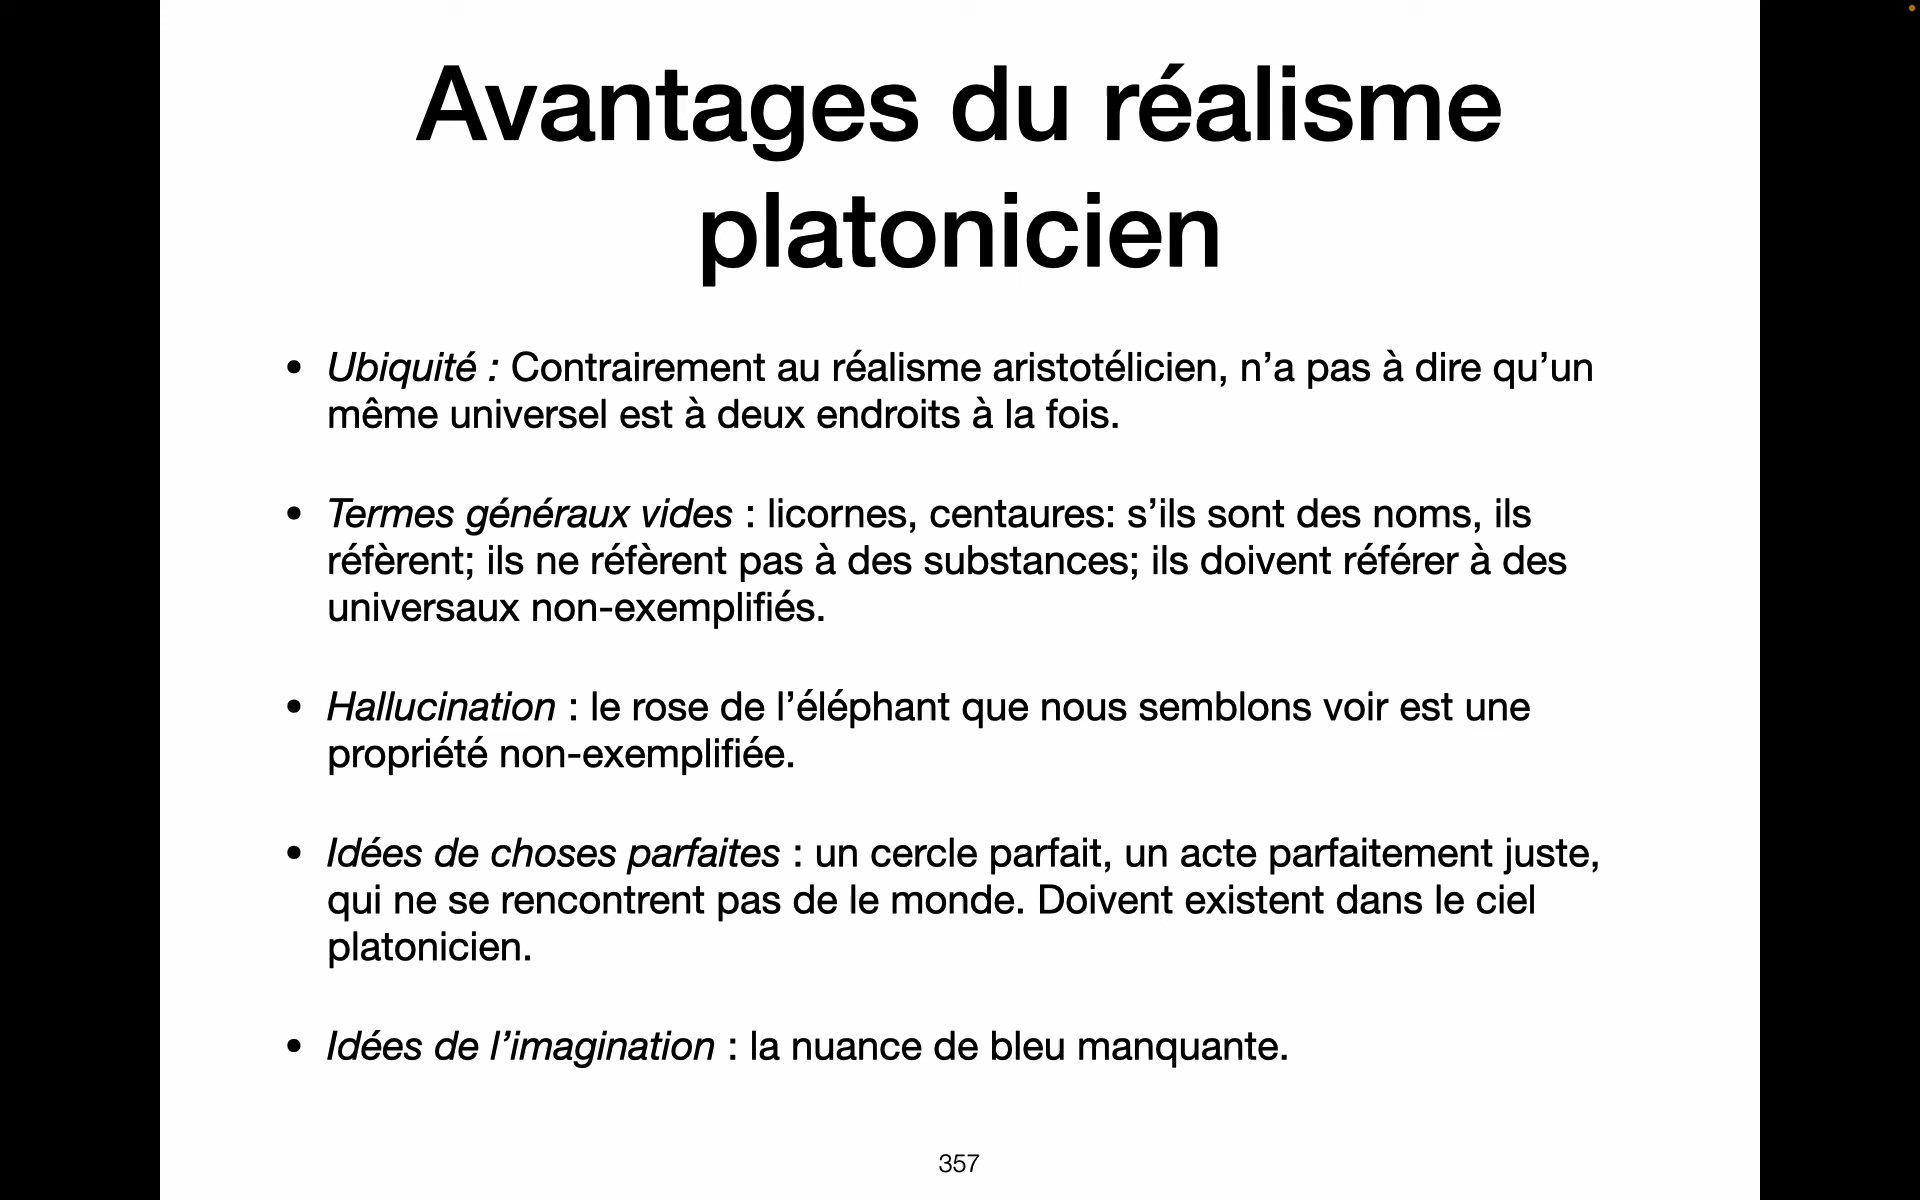 Avantages du réalisme
platonicien
• Ubiquité : Contrairement au réalisme aristotélicien, n’a pas à dire qu’un
même universel est à deux endroits à la fois.
• Termes généraux vides : licornes, centaures: s’ils sont des noms, ils
réfèrent; ils ne réfèrent pas à des substances; ils doivent référer à des
universaux non-exemplifiés.
• Hallucination : le rose de l’éléphant que nous semblons voir est une
propriété non-exemplifiée.
• Idées de choses parfaites : un cercle parfait, un acte parfaitement juste,
qui ne se rencontrent pas de le monde. Doivent existent dans le ciel
platonicien.
• Idées de l’imagination : la nuance de bleu manquante.
357